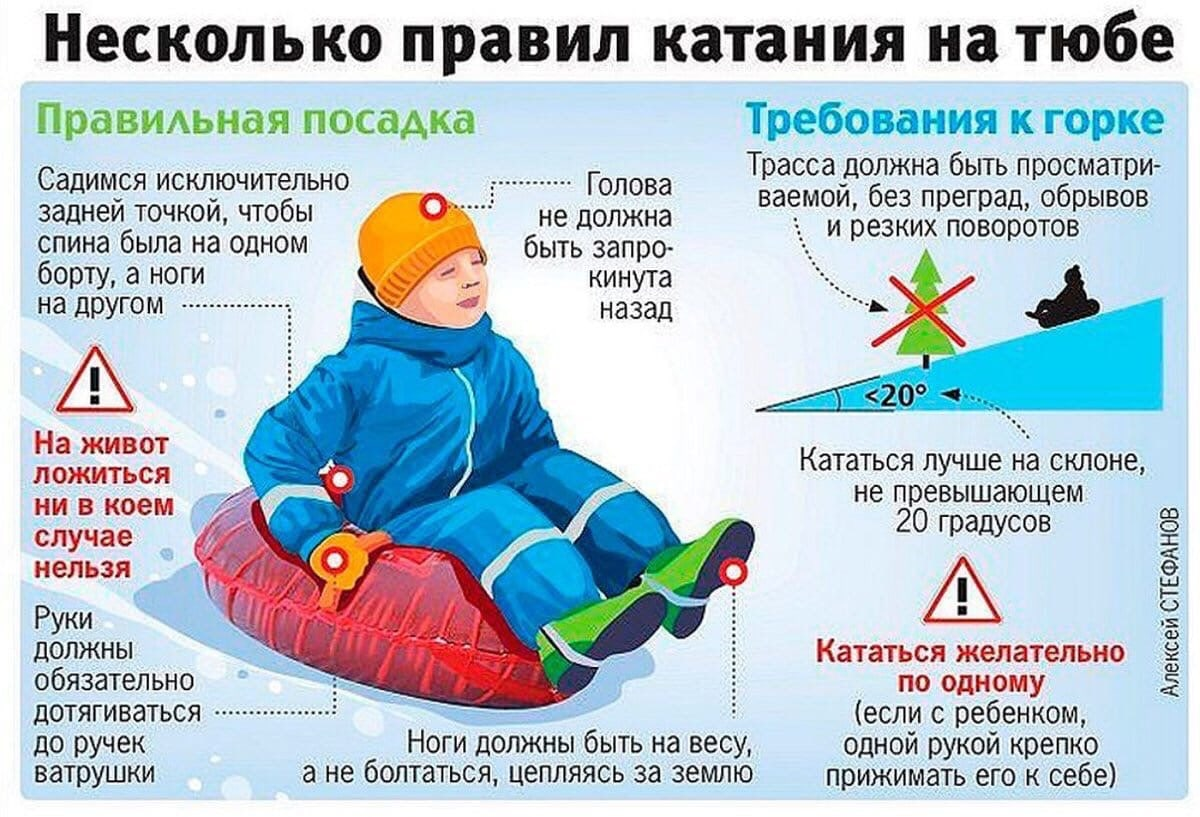 Несколько правил катания на тюбе
Правильная посадка
Садимся исключительно
задней точкой, чтобы
спина была на одном
борту, а ноги
на другом
Голова
не должна
быть запро-
кинута
назад
!
На живот
ложиться
ни в коем
случае
нельзя
Руки
должны
обязательно
дотягиваться
до ручек
ватрушки
Ноги должны быть на весу,
а не болтаться, цепляясь за землю
Требования к горке
Трасса должна быть просматри-
ваемой, без преград, обрывов
и резких поворотов
<20°
Кататься лучше на склоне,
не превышающем
20 градусов
!
Кататься желательно
по одному
(если с ребенком,
одной рукой крепко
прижимать его к себе)
Алексей СТЕФАНОВ